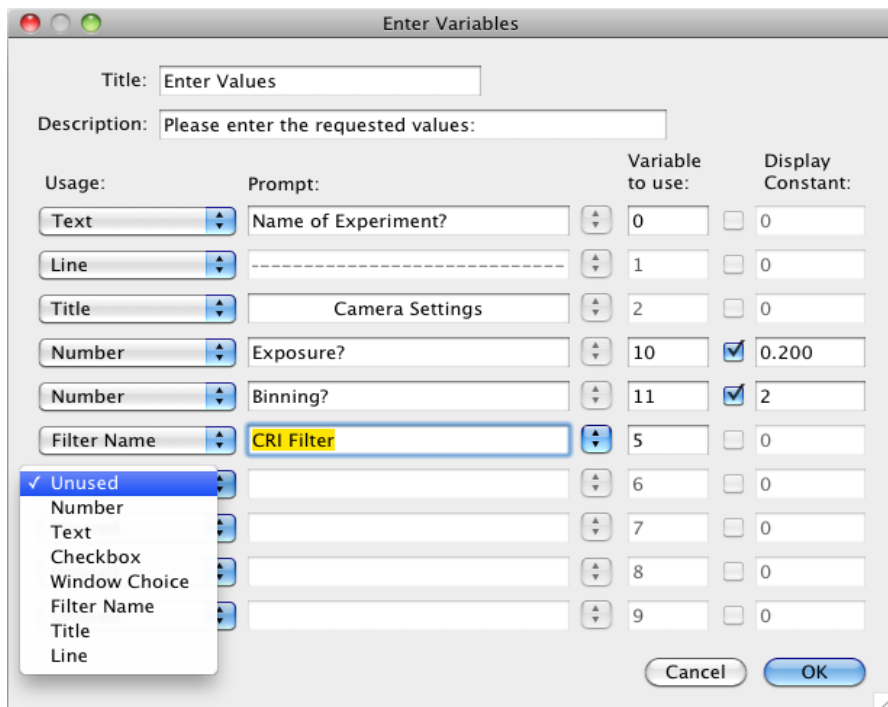 Enter Variables
Title: Enter Values
Description: Please enter the requested values:
Usage: Prompt: Variable to use: Display Constant:
Text Name of Experiment? 0 0
Line ------------------------------ 1 0
Title Camera Settings 2 0
Number Exposure? 10 0.200
Number Binning? 11 2
Filter Name CRI Filter 5 0
✓ Unused 6 0
Number
Text 7 0
Checkbox
Window Choice 8 0
Filter Name
Title 9 0
Line
Cancel OK